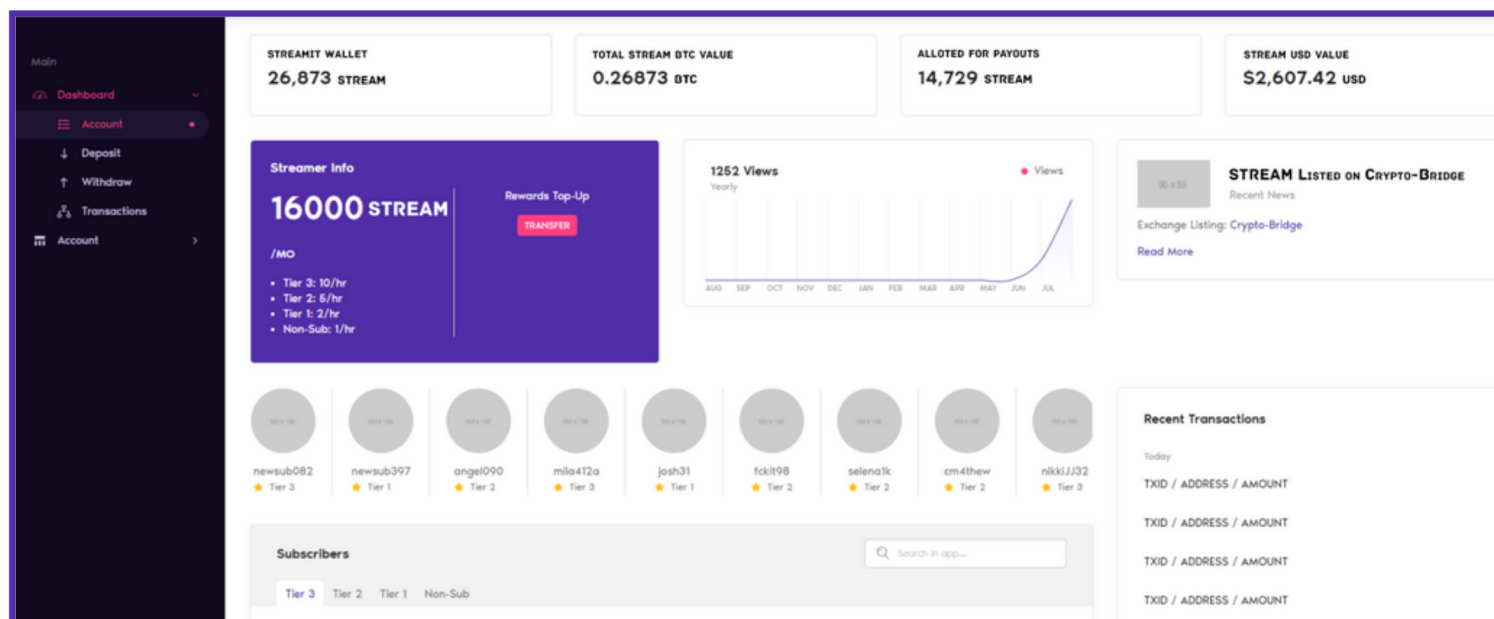 Main
Dashboard
Account
Deposit
Withdraw
Transactions
Account
STREAMIT WALLET
26,873 STREAM
TOTAL STREAM BTC VALUE
0.26873 BTC
ALLOTED FOR PAYOUTS
14,729 STREAM
STREAM USD VALUE
$2,607.42 USD
Streamer Info
16000 STREAM
/MO
• Tier 3: 10/hr
• Tier 2: 5/hr
• Tier 1: 2/hr
• Non-Sub: 1/hr
Rewards Top-Up
TRANSFER
1252 Views
Yearly
Views
AUG SEP OCT NOV DEC JAN FEB MAR APR MAY JUN JUL
90 x 59
STREAM LISTED ON CRYPTO-BRIDGE
Recent News
Exchange Listing: Crypto-Bridge
Read More
newsub082 newsub397 angel090 mila412a josh31 fckit98 selena1k cm4thew nikkiJJ32
Tier 3 Tier 1 Tier 2 Tier 3 Tier 1 Tier 2 Tier 2 Tier 2 Tier 3
Subscribers
Search in app...
Tier 3 Tier 2 Tier 1 Non-Sub
Recent Transactions
Today
TXID / ADDRESS / AMOUNT
TXID / ADDRESS / AMOUNT
TXID / ADDRESS / AMOUNT
TXID / ADDRESS / AMOUNT